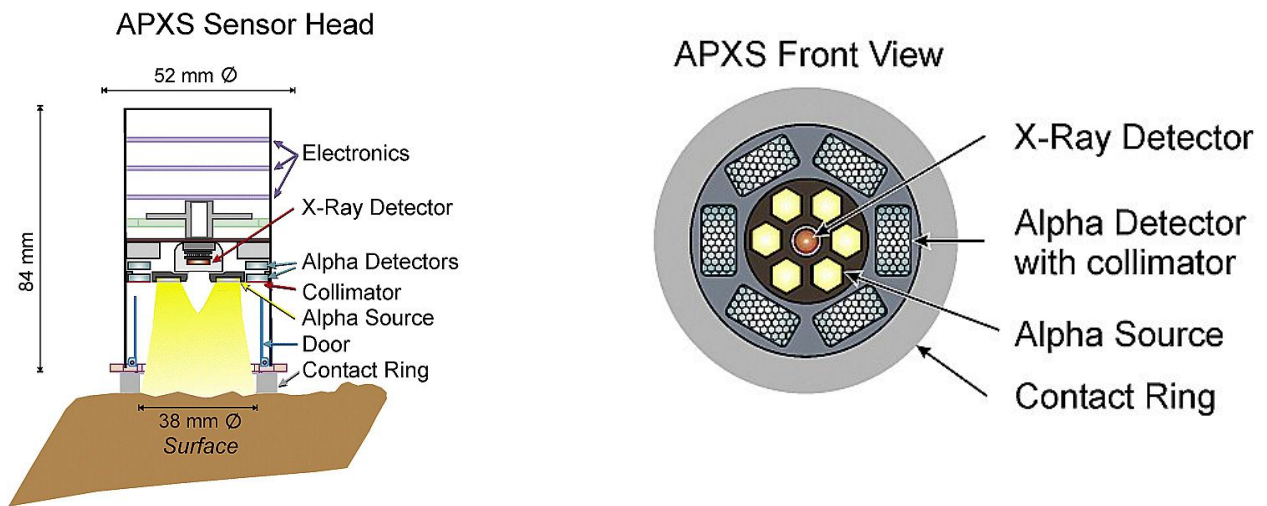 APXS Sensor Head
52 mm Ø
84 mm
Electronics
X-Ray Detector
Alpha Detectors
Collimator
Alpha Source
Door
Contact Ring
38 mm Ø
Surface
APXS Front View
X-Ray Detector
Alpha Detector
with collimator
Alpha Source
Contact Ring